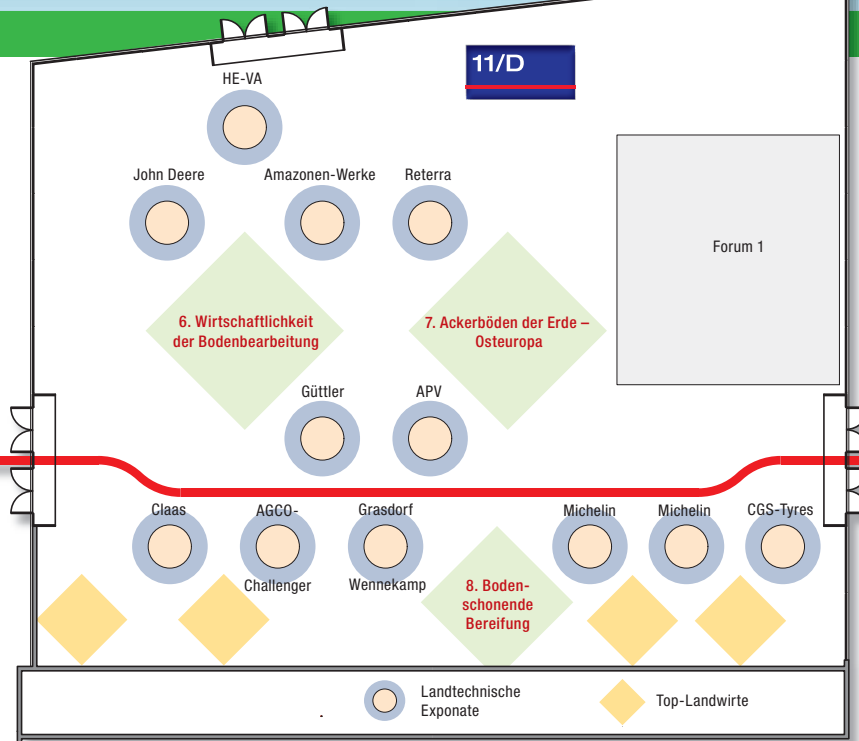 11/D
HE-VA
John Deere
Amazonen-Werke
Reterra
Forum 1
6. Wirtschaftlichkeit
der Bodenbearbeitung
7. Ackerböden der Erde –
Osteuropa
Güttler
APV
Claas
AGCO-
Challenger
Grasdorf
Wennekamp
Michelin
Michelin
CGS-Tyres
8. Boden-
schonende
Bereifung
Landtechnische
Exponate
Top-Landwirte